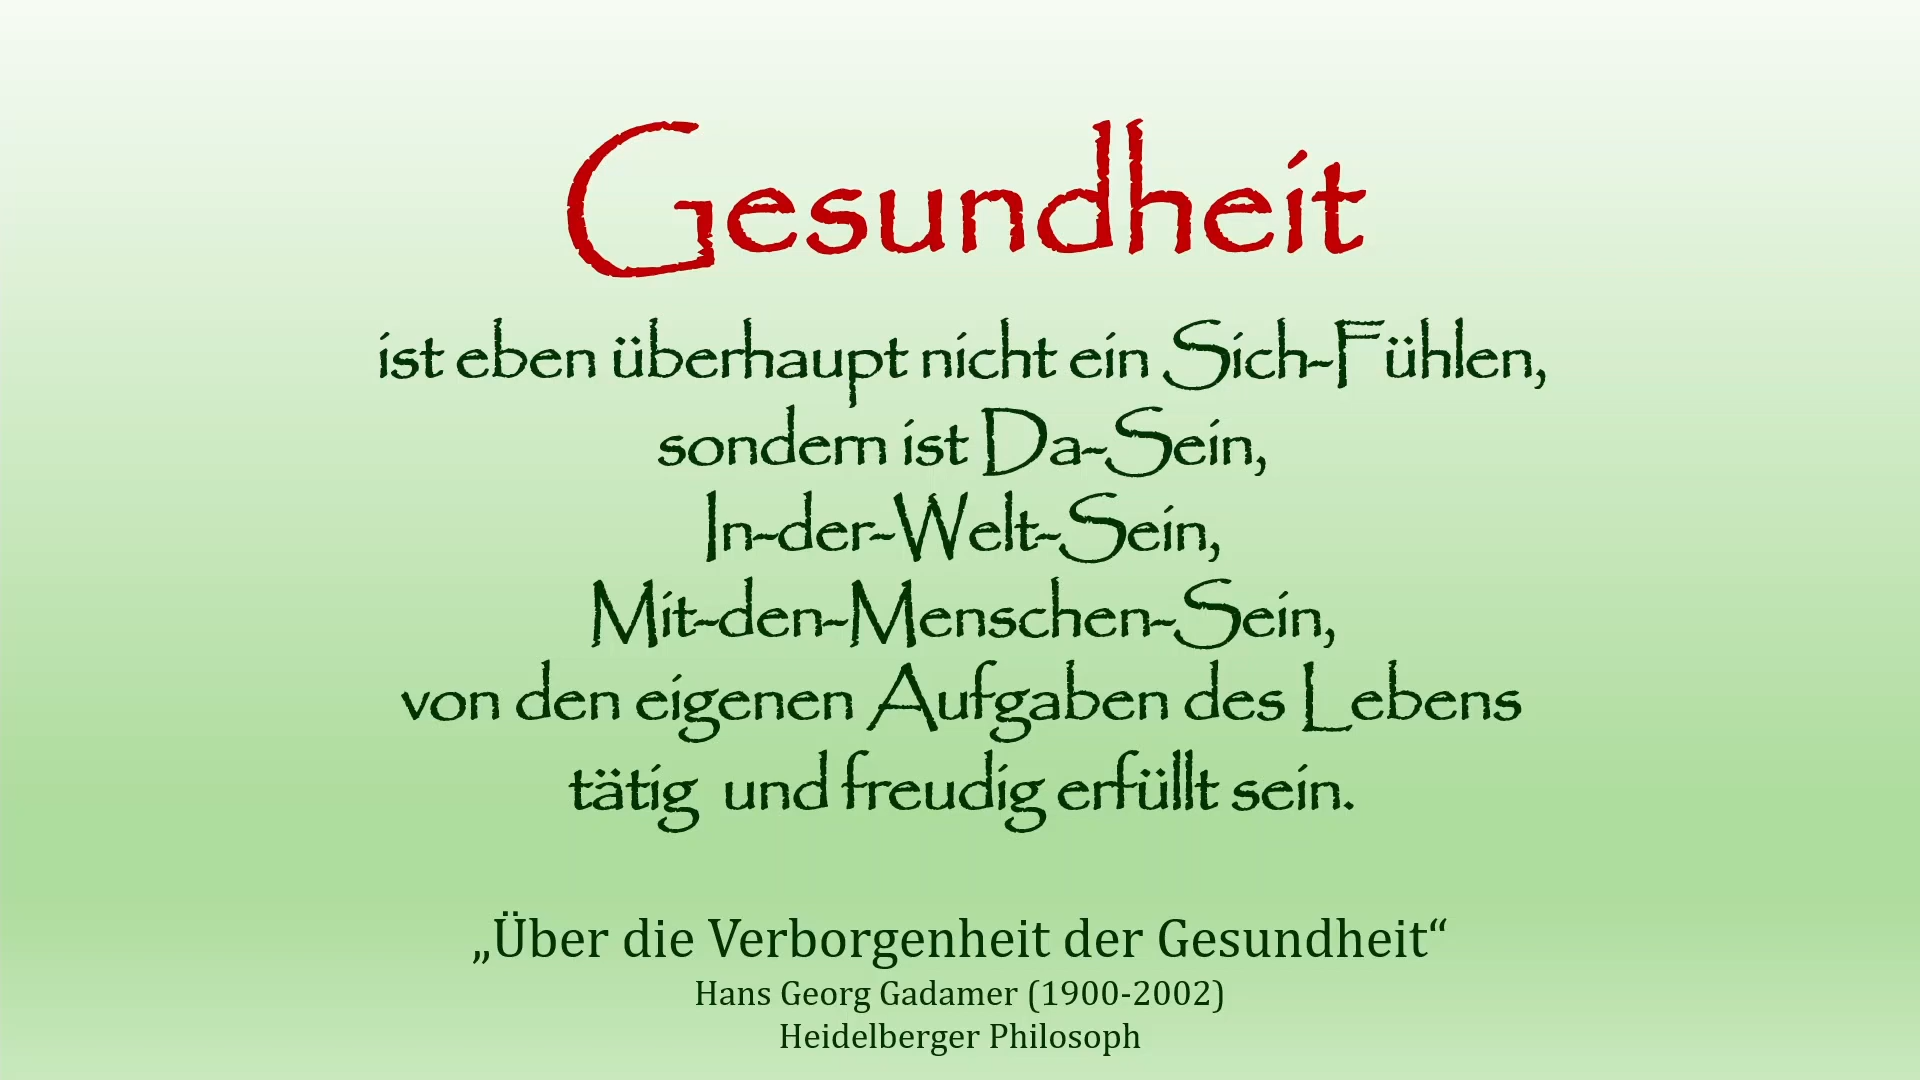 Gesundheit
ist eben überhaupt nicht ein Sich-Fühlen,
sondern ist Da-Sein,
In-der-Welt-Sein,
Mit-den-Menschen-Sein,
von den eigenen Aufgaben des Lebens
tätig und freudig erfüllt sein.
„Über die Verborgenheit der Gesundheit“
Hans Georg Gadamer (1900-2002)
Heidelberger Philosoph